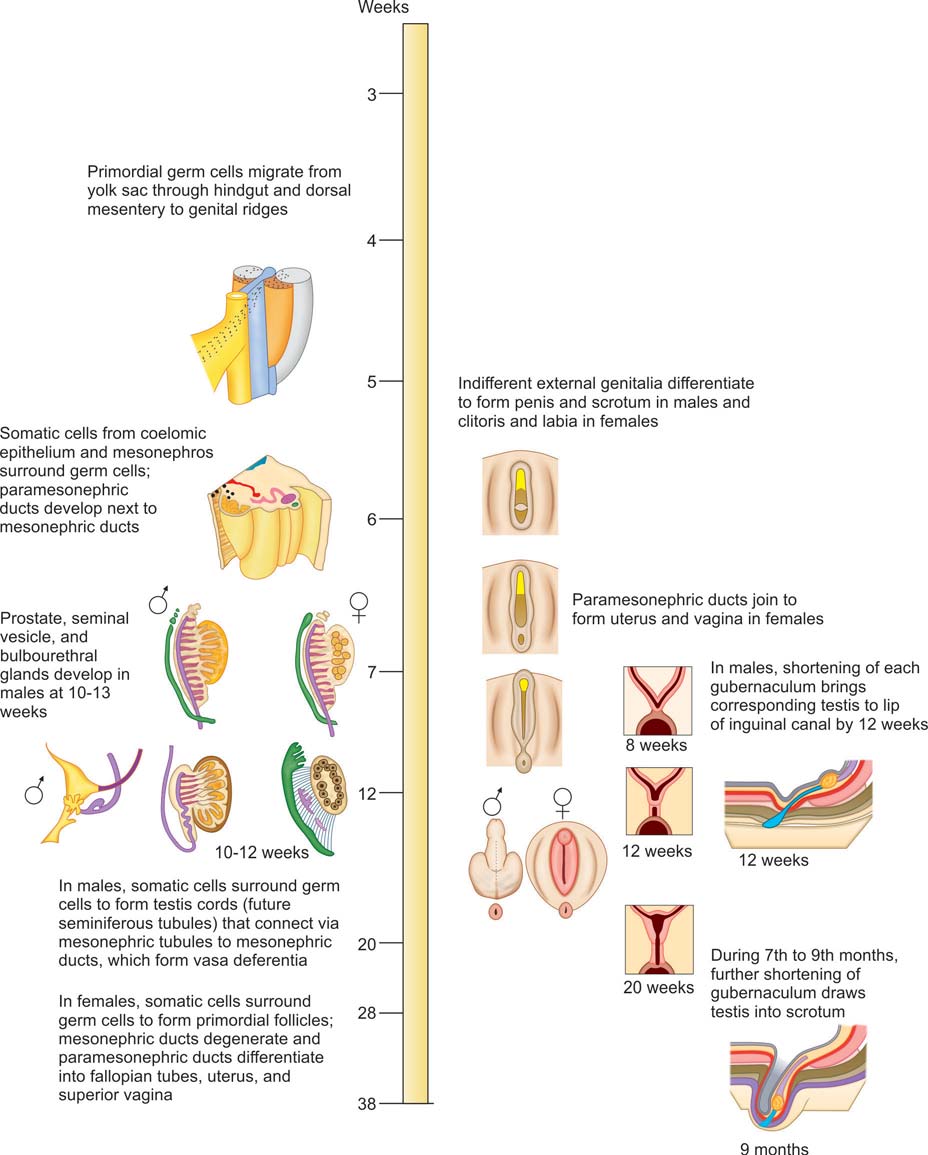 Weeks
3
Primordial germ cells migrate from
yolk sac through hindgut and dorsal
mesentery to genital ridges
4
5
Indifferent external genitalia differentiate
to form penis and scrotum in males and
clitoris and labia in females
Somatic cells from coelomic
epithelium and mesonephros
surround germ cells;
paramesonephric
ducts develop next to
mesonephric ducts
6
♂
♀
Prostate, seminal
vesicle, and
bulbourethral
glands develop in
males at 10-13
weeks
7
Paramesonephric ducts join to
form uterus and vagina in females
In males, shortening of each
gubernaculum brings
corresponding testis to lip
of inguinal canal by 12 weeks
8 weeks
♂
12
10-12 weeks
♂
♀
12 weeks
12 weeks
In males, somatic cells surround germ
cells to form testis cords (future
seminiferous tubules) that connect via
mesonephric tubules to mesonephric
ducts, which form vasa deferentia
20
20 weeks
During 7th to 9th months,
further shortening of
gubernaculum draws
testis into scrotum
In females, somatic cells surround
germ cells to form primordial follicles;
mesonephric ducts degenerate and
paramesonephric ducts differentiate
into fallopian tubes, uterus, and
superior vagina
28
38
9 months